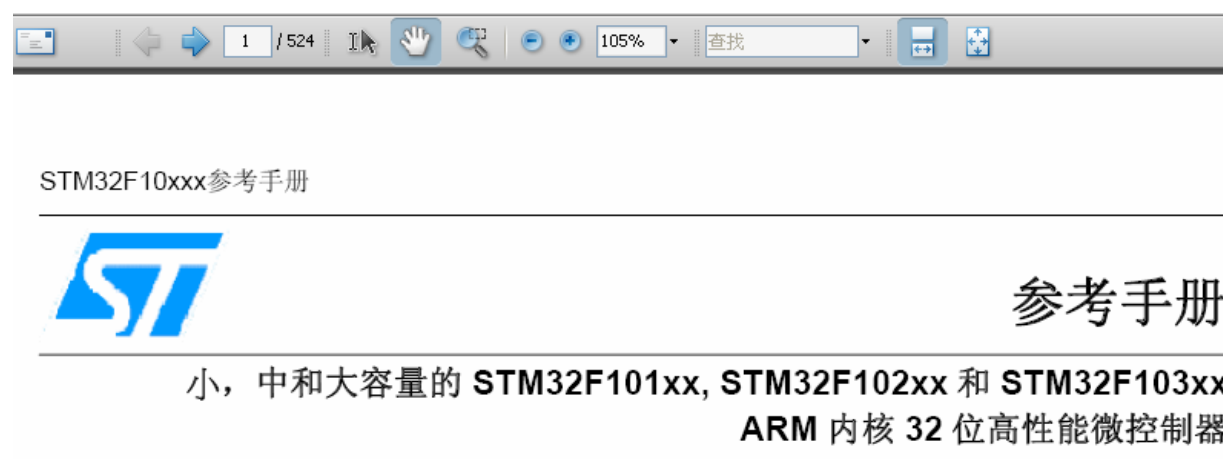 1 / 524 105% 查找
STM32F10xxx参考手册
ST
参考手册
小，中和大容量的 STM32F101xx, STM32F102xx 和 STM32F103xx
ARM 内核 32 位高性能微控制器